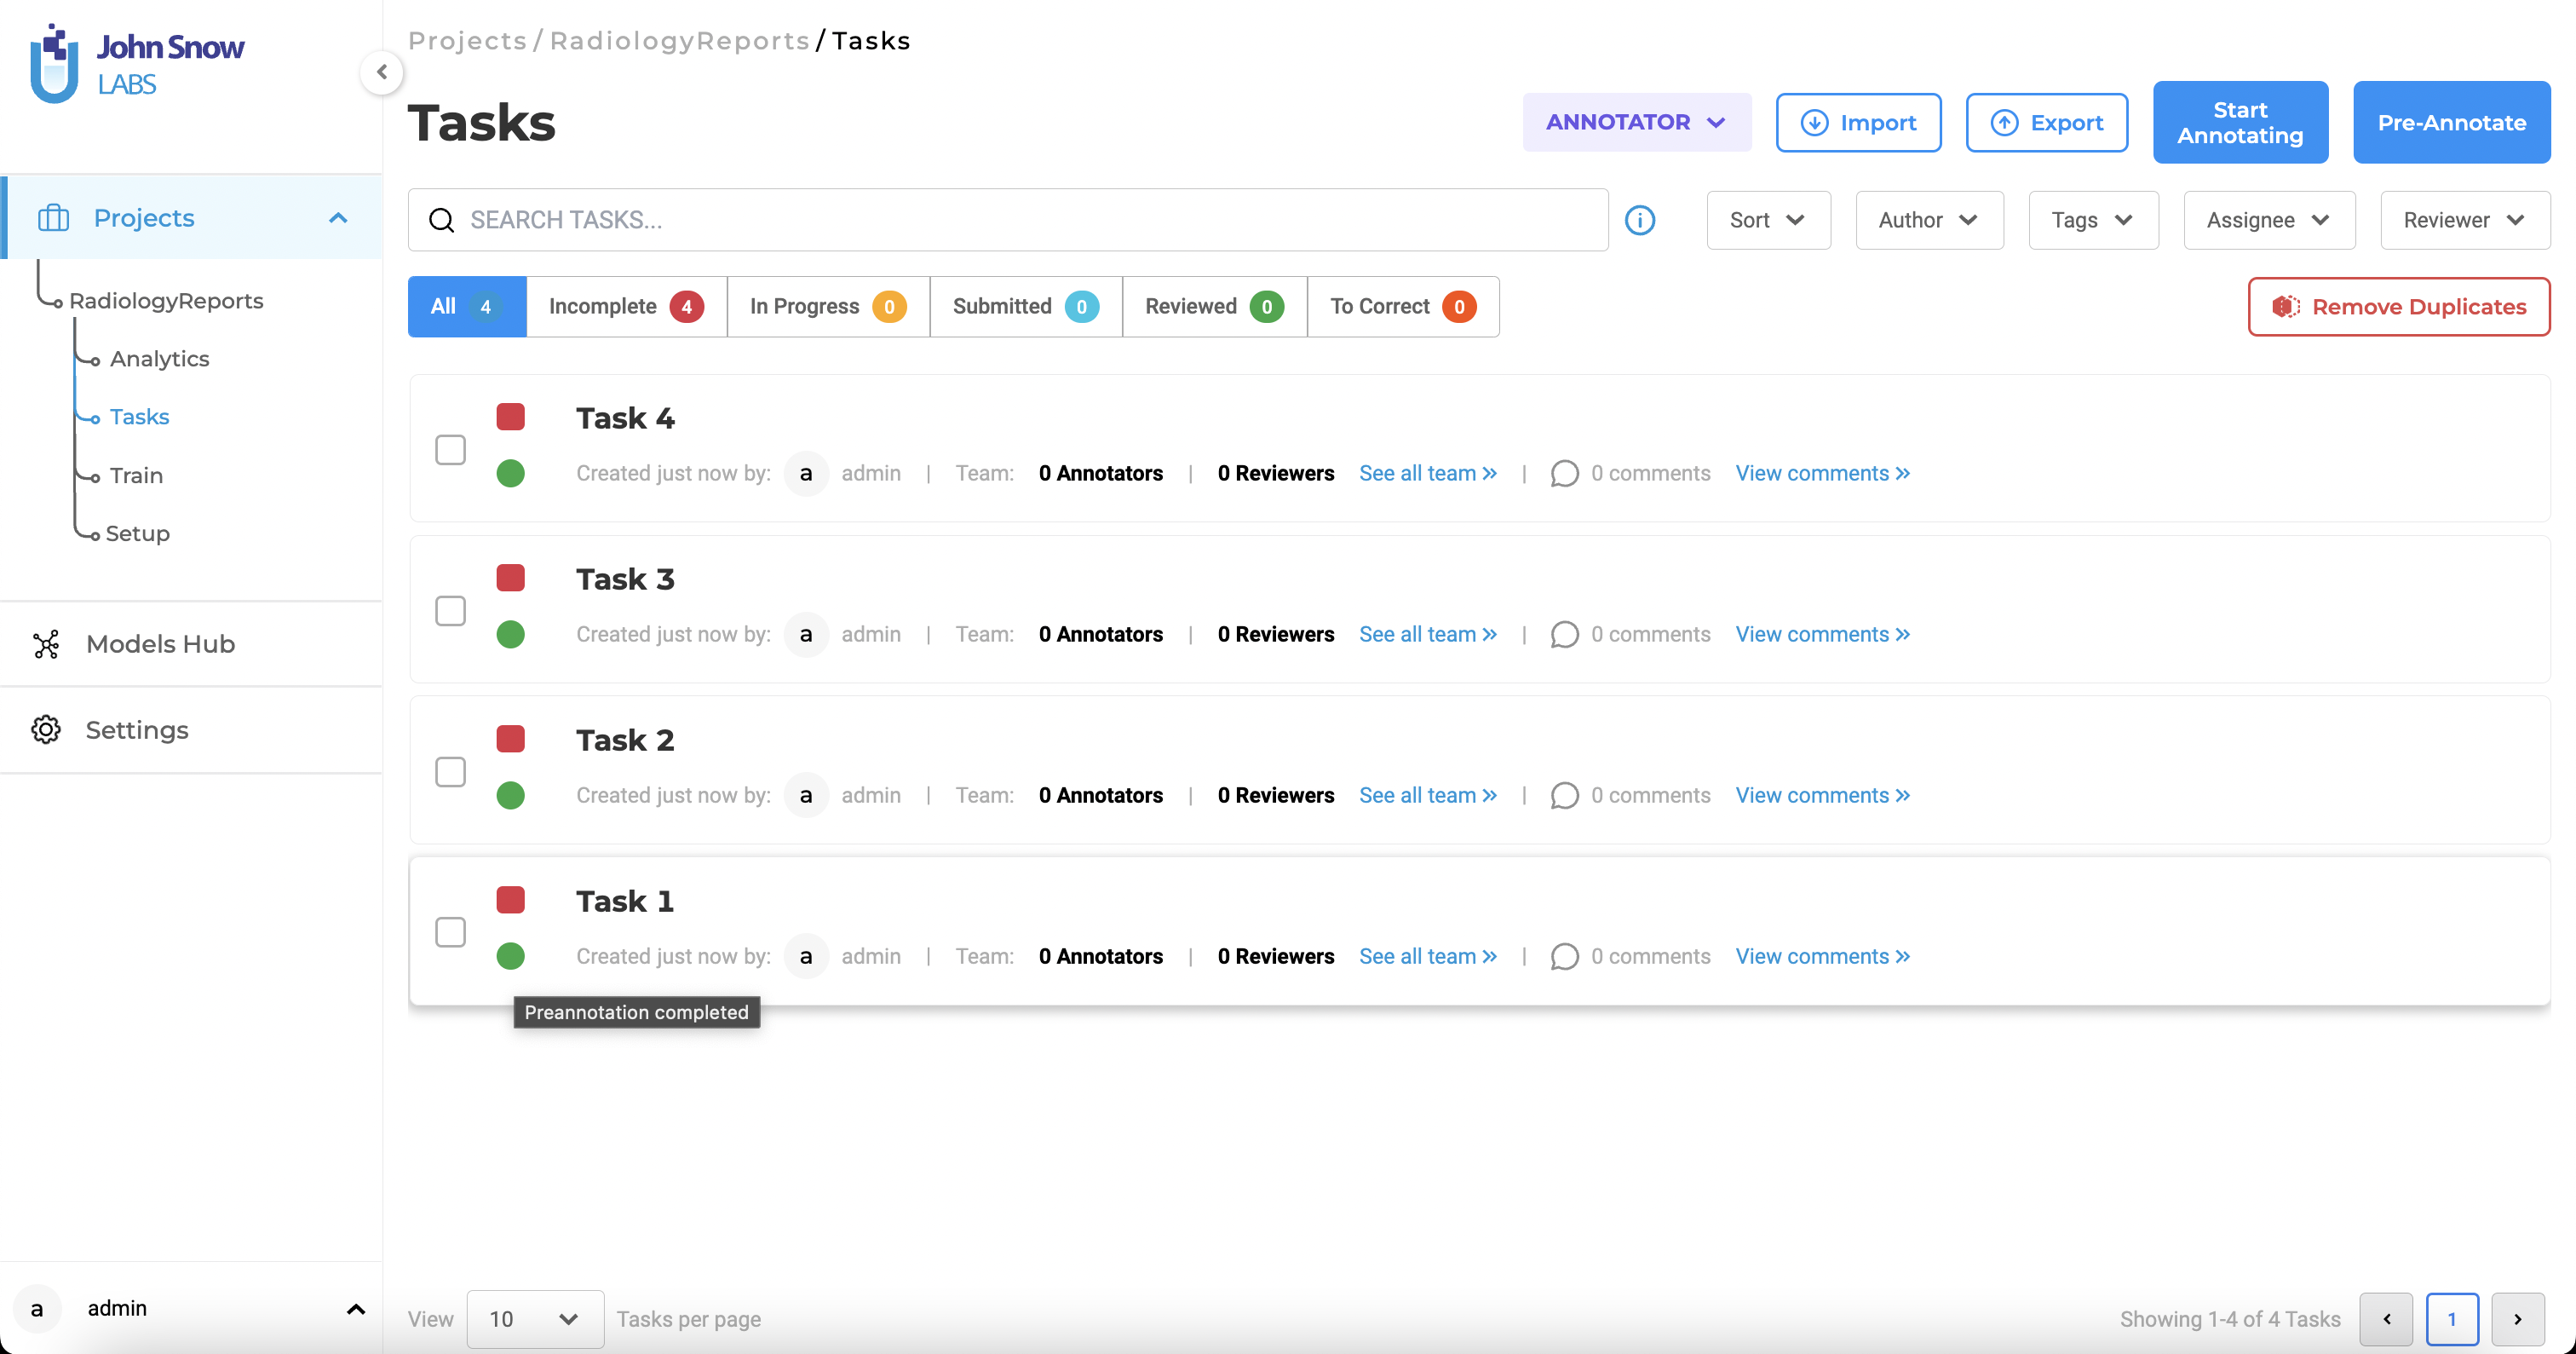 John Snow
LABS
Projects / RadiologyReports / Tasks
Tasks
ANNOTATOR
Import
Export
Start
Annotating
Pre-Annotate
Projects
SEARCH TASKS...
Sort
Author
Tags
Assignee
Reviewer
RadiologyReports
All 4
Incomplete 4
In Progress 0
Submitted 0
Reviewed 0
To Correct 0
Remove Duplicates
Analytics
Tasks
Train
Setup
Models Hub
Settings
Task 4
Created just now by: a admin | Team: 0 Annotators | 0 Reviewers See all team » | 0 comments View comments »
Task 3
Created just now by: a admin | Team: 0 Annotators | 0 Reviewers See all team » | 0 comments View comments »
Task 2
Created just now by: a admin | Team: 0 Annotators | 0 Reviewers See all team » | 0 comments View comments »
Task 1
Created just now by: a admin | Team: 0 Annotators | 0 Reviewers See all team » | 0 comments View comments »
Preannotation completed
a admin
View 10 Tasks per page
Showing 1-4 of 4 Tasks
1